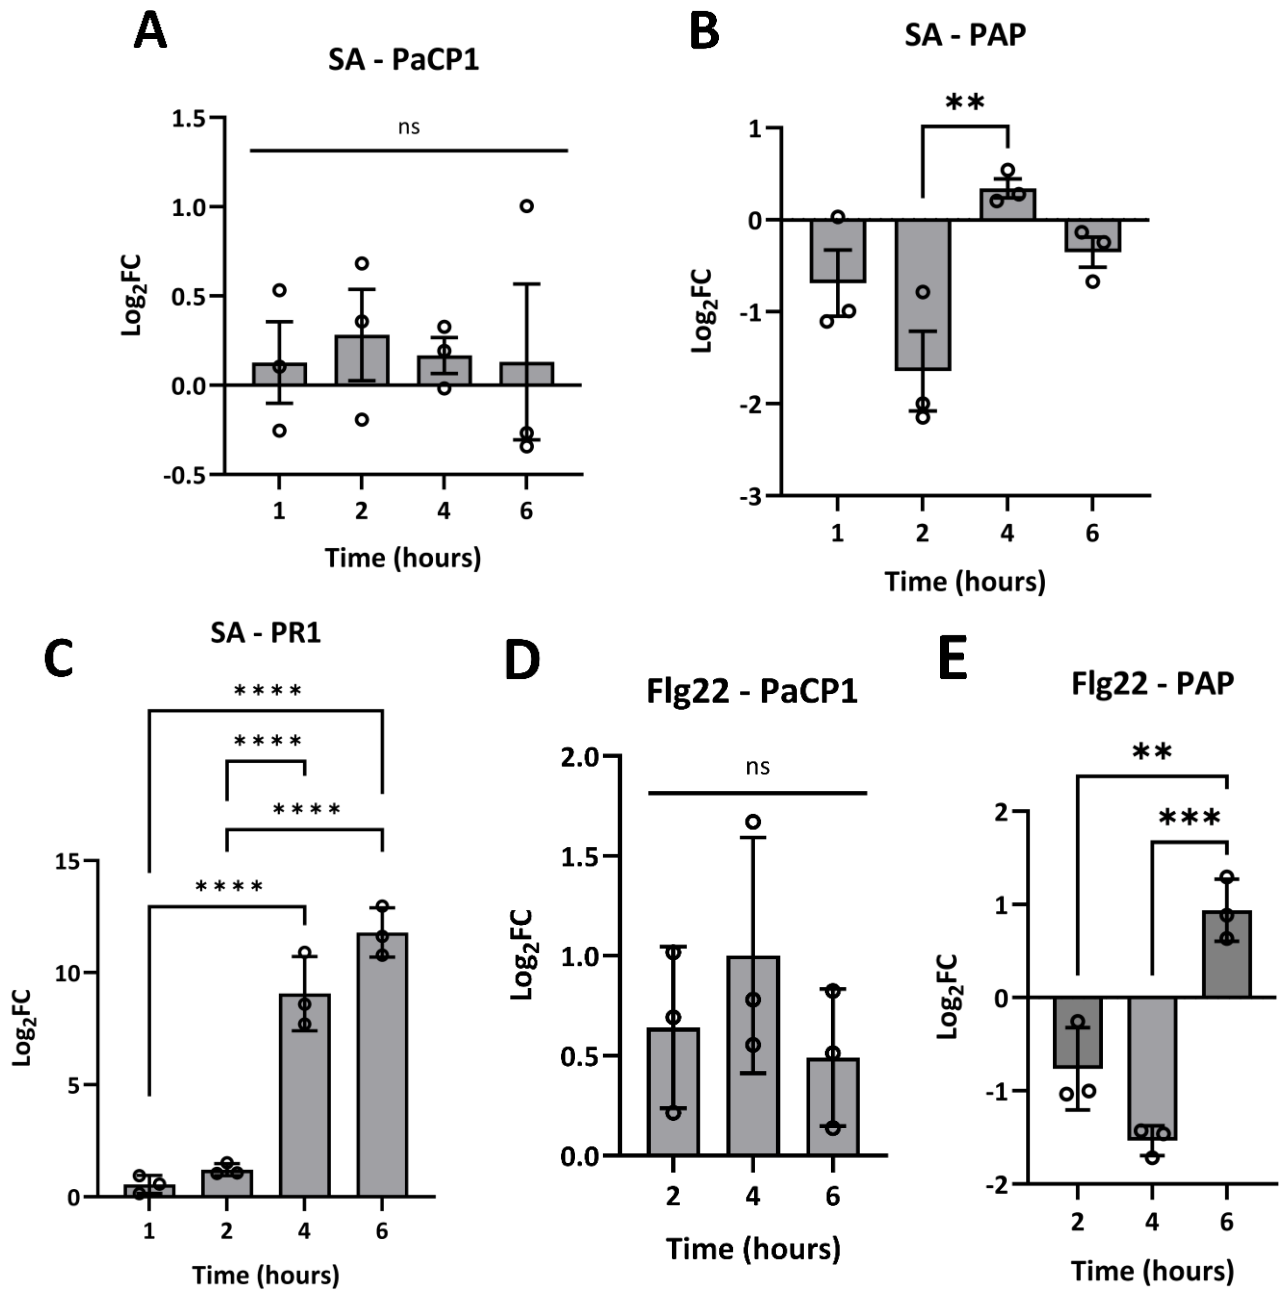 A
SA - PaCP1
1.5
1.0
0.5
0.0
-0.5
Log2FC
ns
1 2 4 6
Time (hours)
B
SA - PAP
**
1
0
-1
-2
-3
Log2FC
1 2 4 6
Time (hours)
C
SA - PR1
****
****
****
****
15
10
5
0
Log2FC
1 2 4 6
Time (hours)
D
Flg22 - PaCP1
2.0
1.5
1.0
0.5
0.0
Log2FC
ns
2 4 6
Time (hours)
E
Flg22 - PAP
**
***
2
1
0
-1
-2
Log2FC
2 4 6
Time (hours)